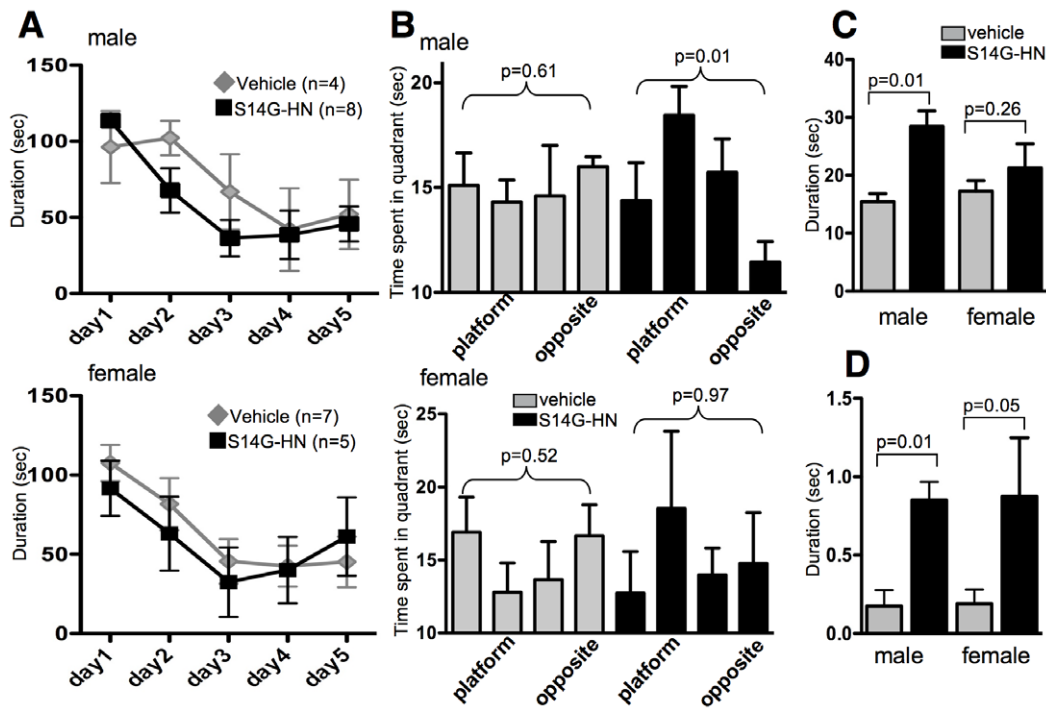 A
male
150
100
50
0
Duration (sec)
Vehicle (n=4)
S14G-HN (n=8)
day1
day2
day3
day4
day5
female
150
100
50
0
Duration (sec)
Vehicle (n=7)
S14G-HN (n=5)
day1
day2
day3
day4
day5
B
male
20
15
10
Time spent in quadrant (sec)
p=0.61
p=0.01
platform
opposite
platform
opposite
female
25
20
15
10
Time spent in quadrant (sec)
vehicle
S14G-HN
p=0.52
p=0.97
platform
opposite
platform
opposite
C
vehicle
S14G-HN
40
30
20
10
0
Duration (sec)
p=0.01
p=0.26
male
female
D
1.5
1.0
0.5
0.0
Duration (sec)
p=0.01
p=0.05
male
female